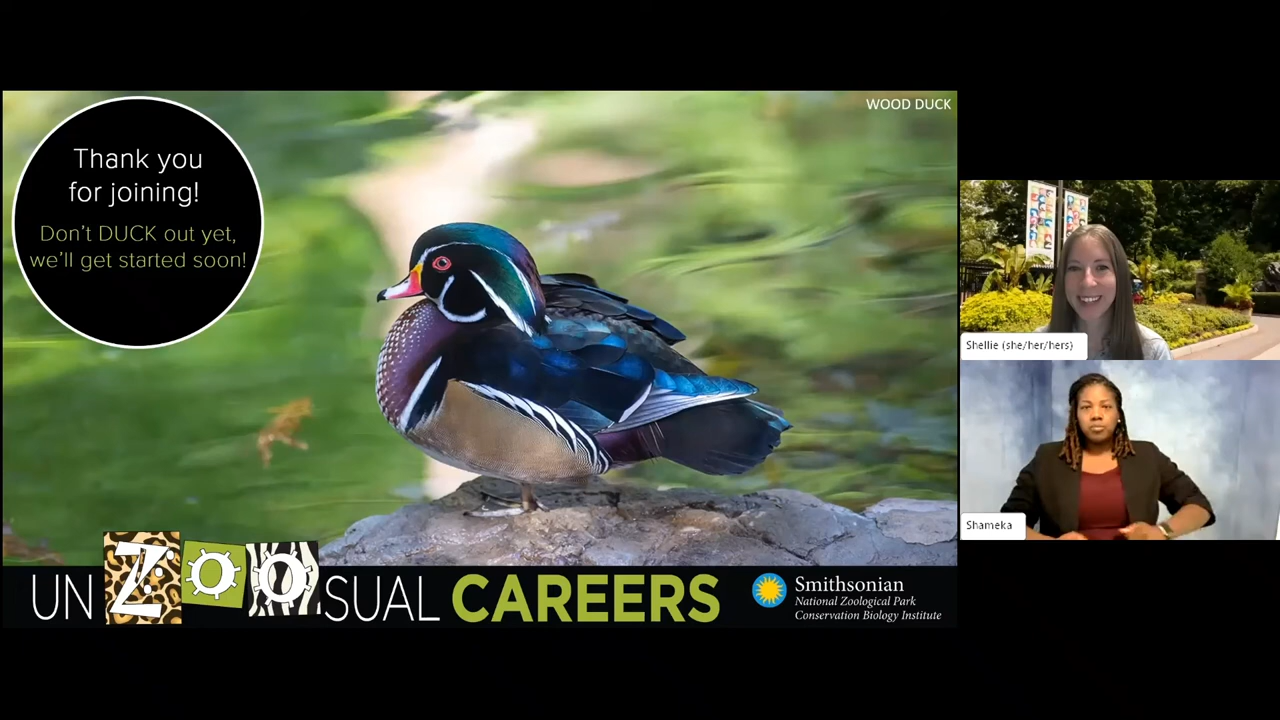 Thank you
for joining!
Don't DUCK out yet,
we'll get started soon!
WOOD DUCK
Shellie (she/her/hers)
Shameka
UNZOOSUAL CAREERS
Smithsonian
National Zoological Park
Conservation Biology Institute